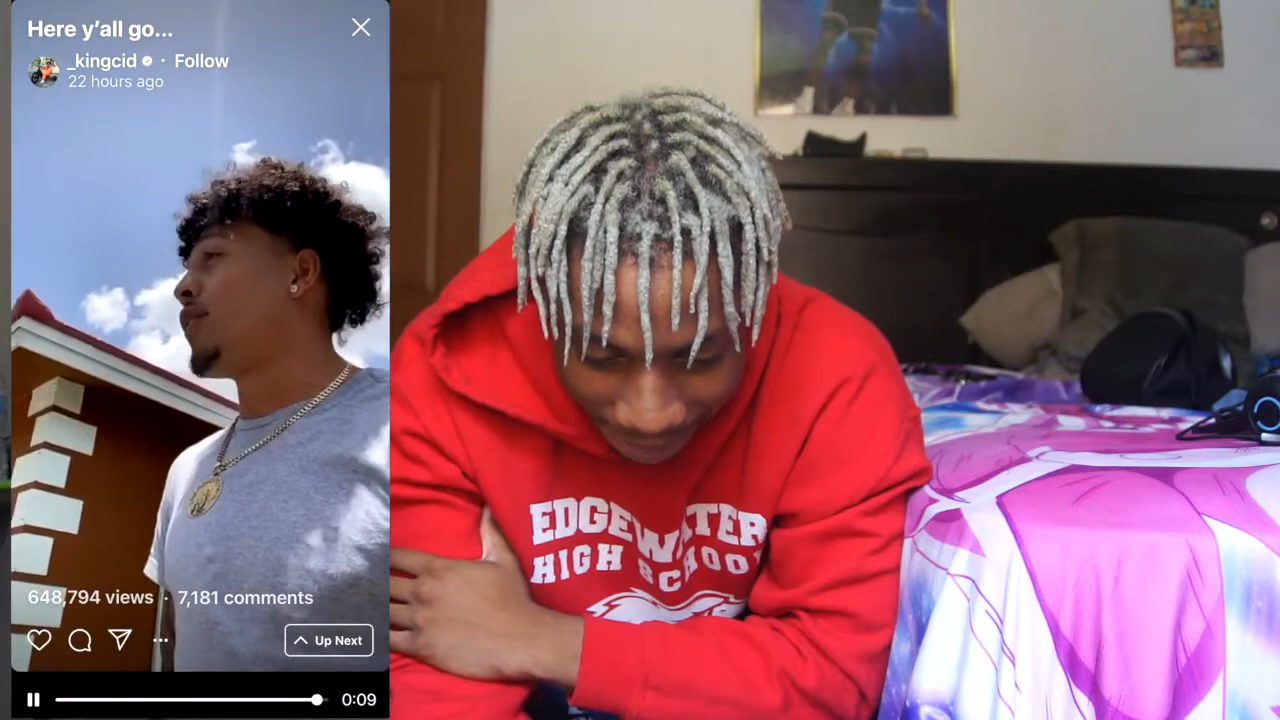 Here y’all go...
_kingcid · Follow
22 hours ago
648,794 views · 7,181 comments
Up Next
0:09
EDGEWATER
HIGH SCHOOL